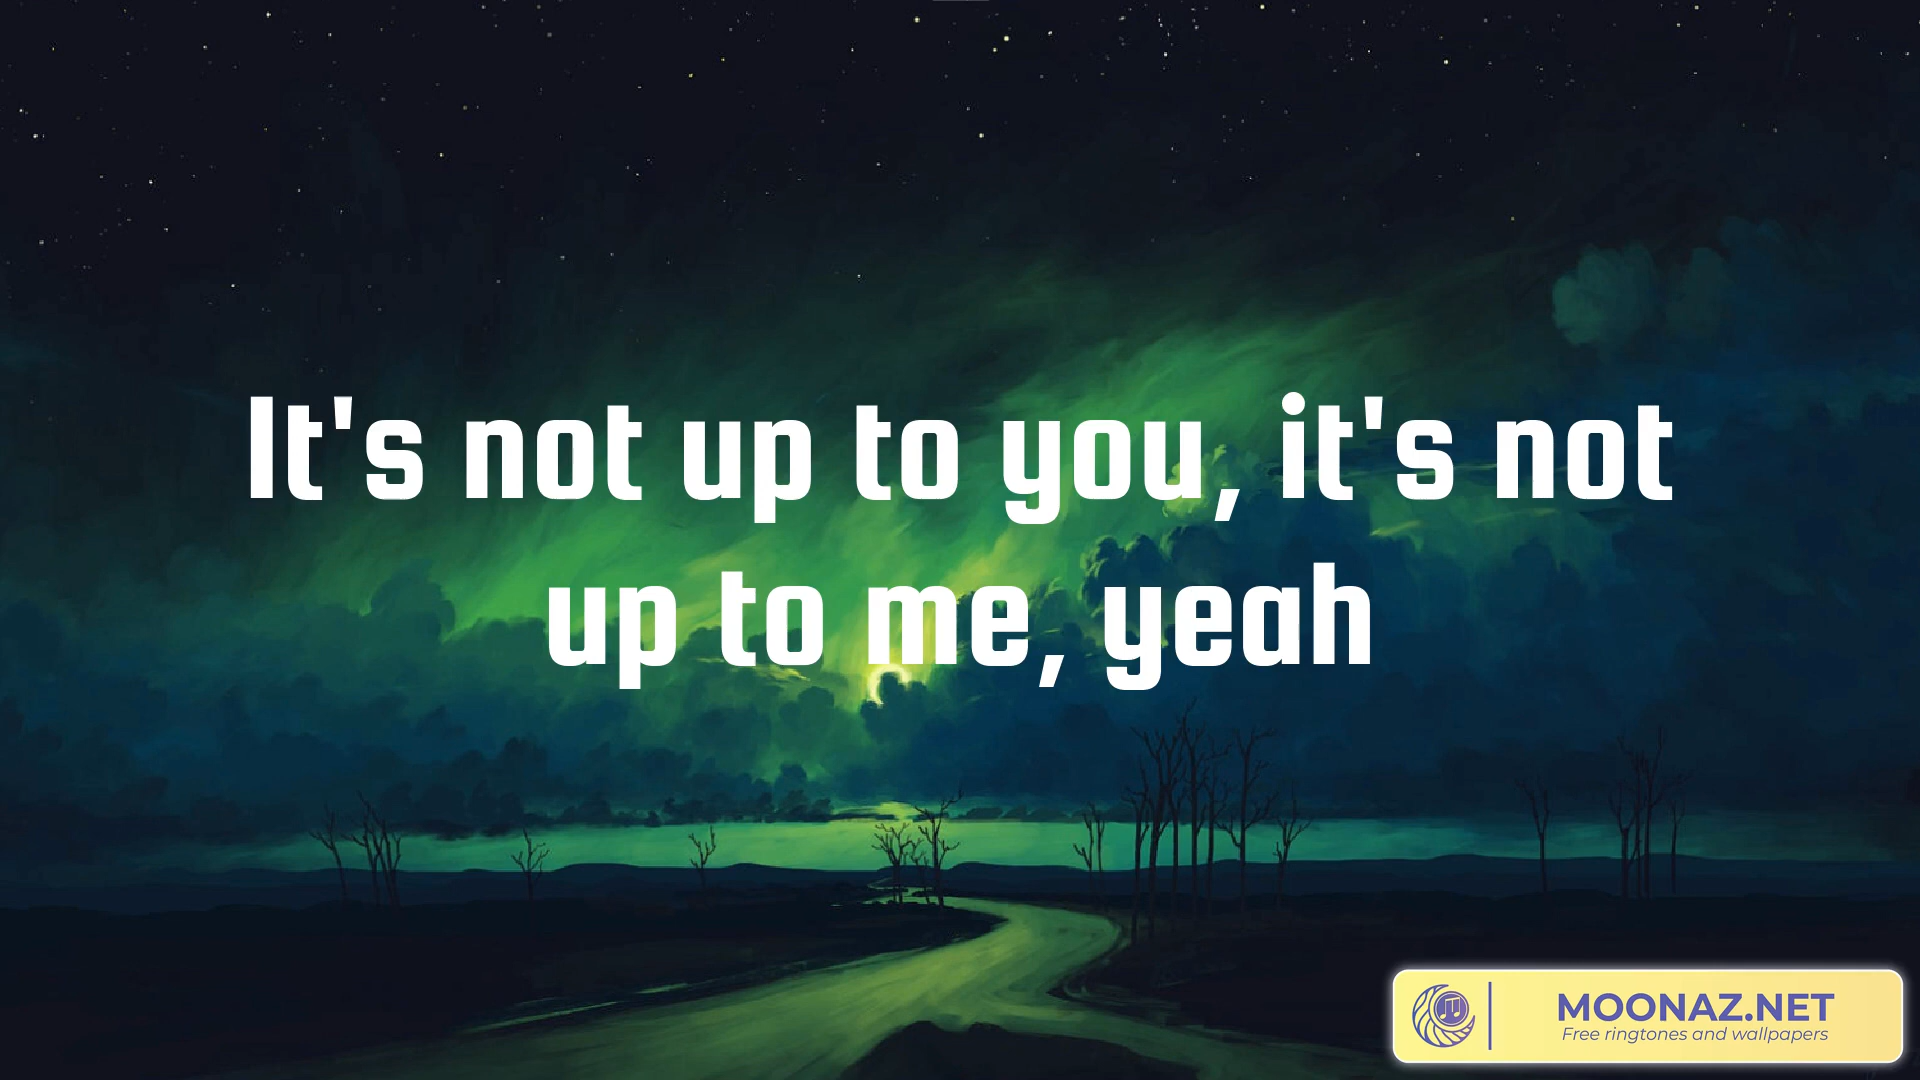 It's not up to you, it's not
up to me, yeah
MOONAZ.NET
Free ringtones and wallpapers